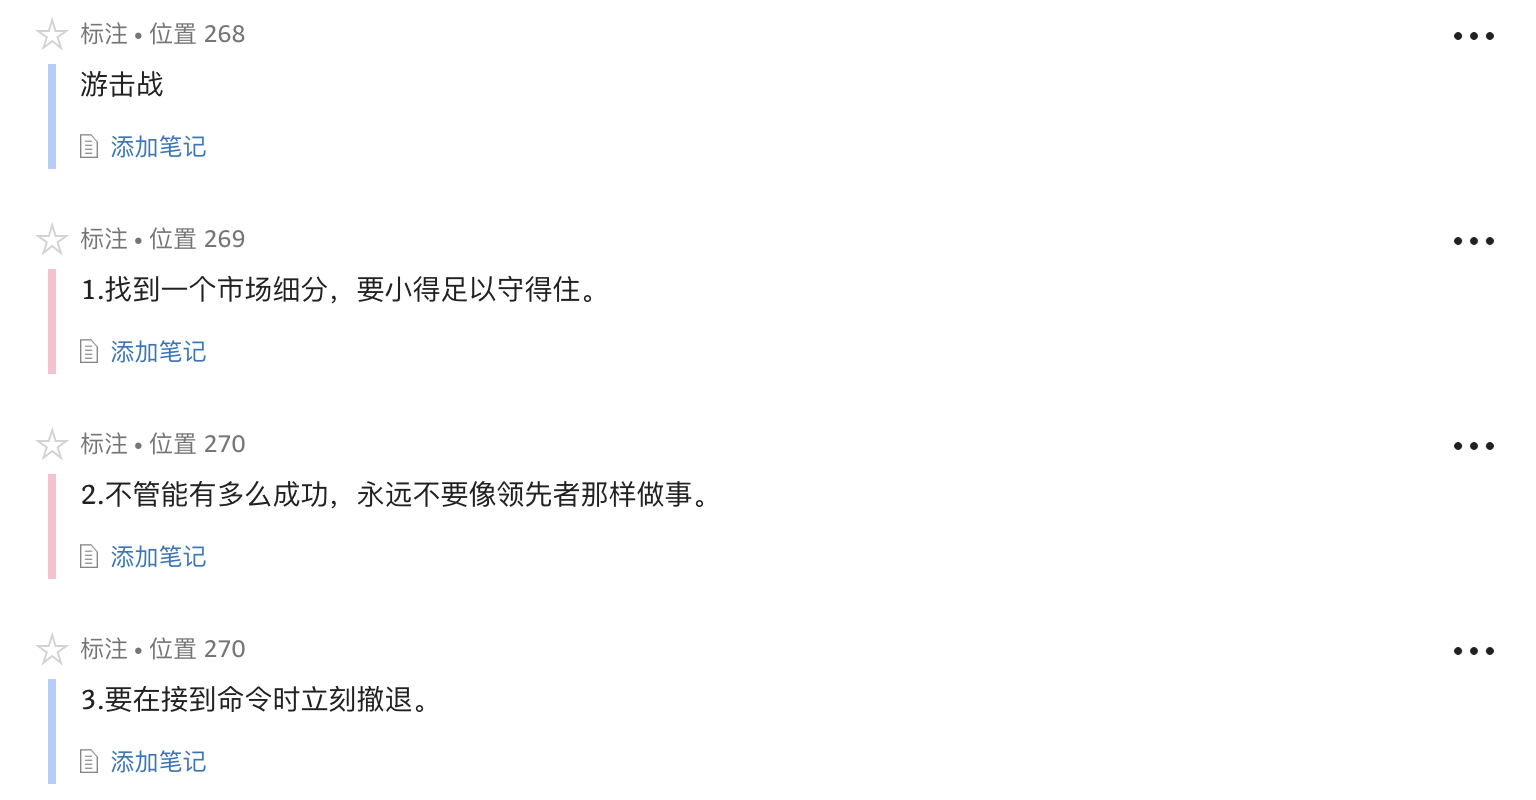 标注 • 位置 268
游击战
添加笔记
标注 • 位置 269
1.找到一个市场细分，要小得足以守得住。
添加笔记
标注 • 位置 270
2.不管能有多么成功，永远不要像领先者那样做事。
添加笔记
标注 • 位置 270
3.要在接到命令时立刻撤退。
添加笔记